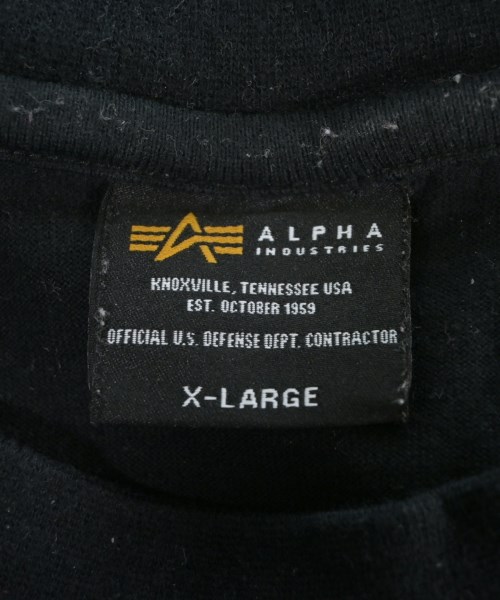 ALPHA
INDUSTRIES
KNOXVILLE, TENNESSEE USA
EST. OCTOBER 1959
OFFICIAL U.S. DEFENSE DEPT. CONTRACTOR
X-LARGE